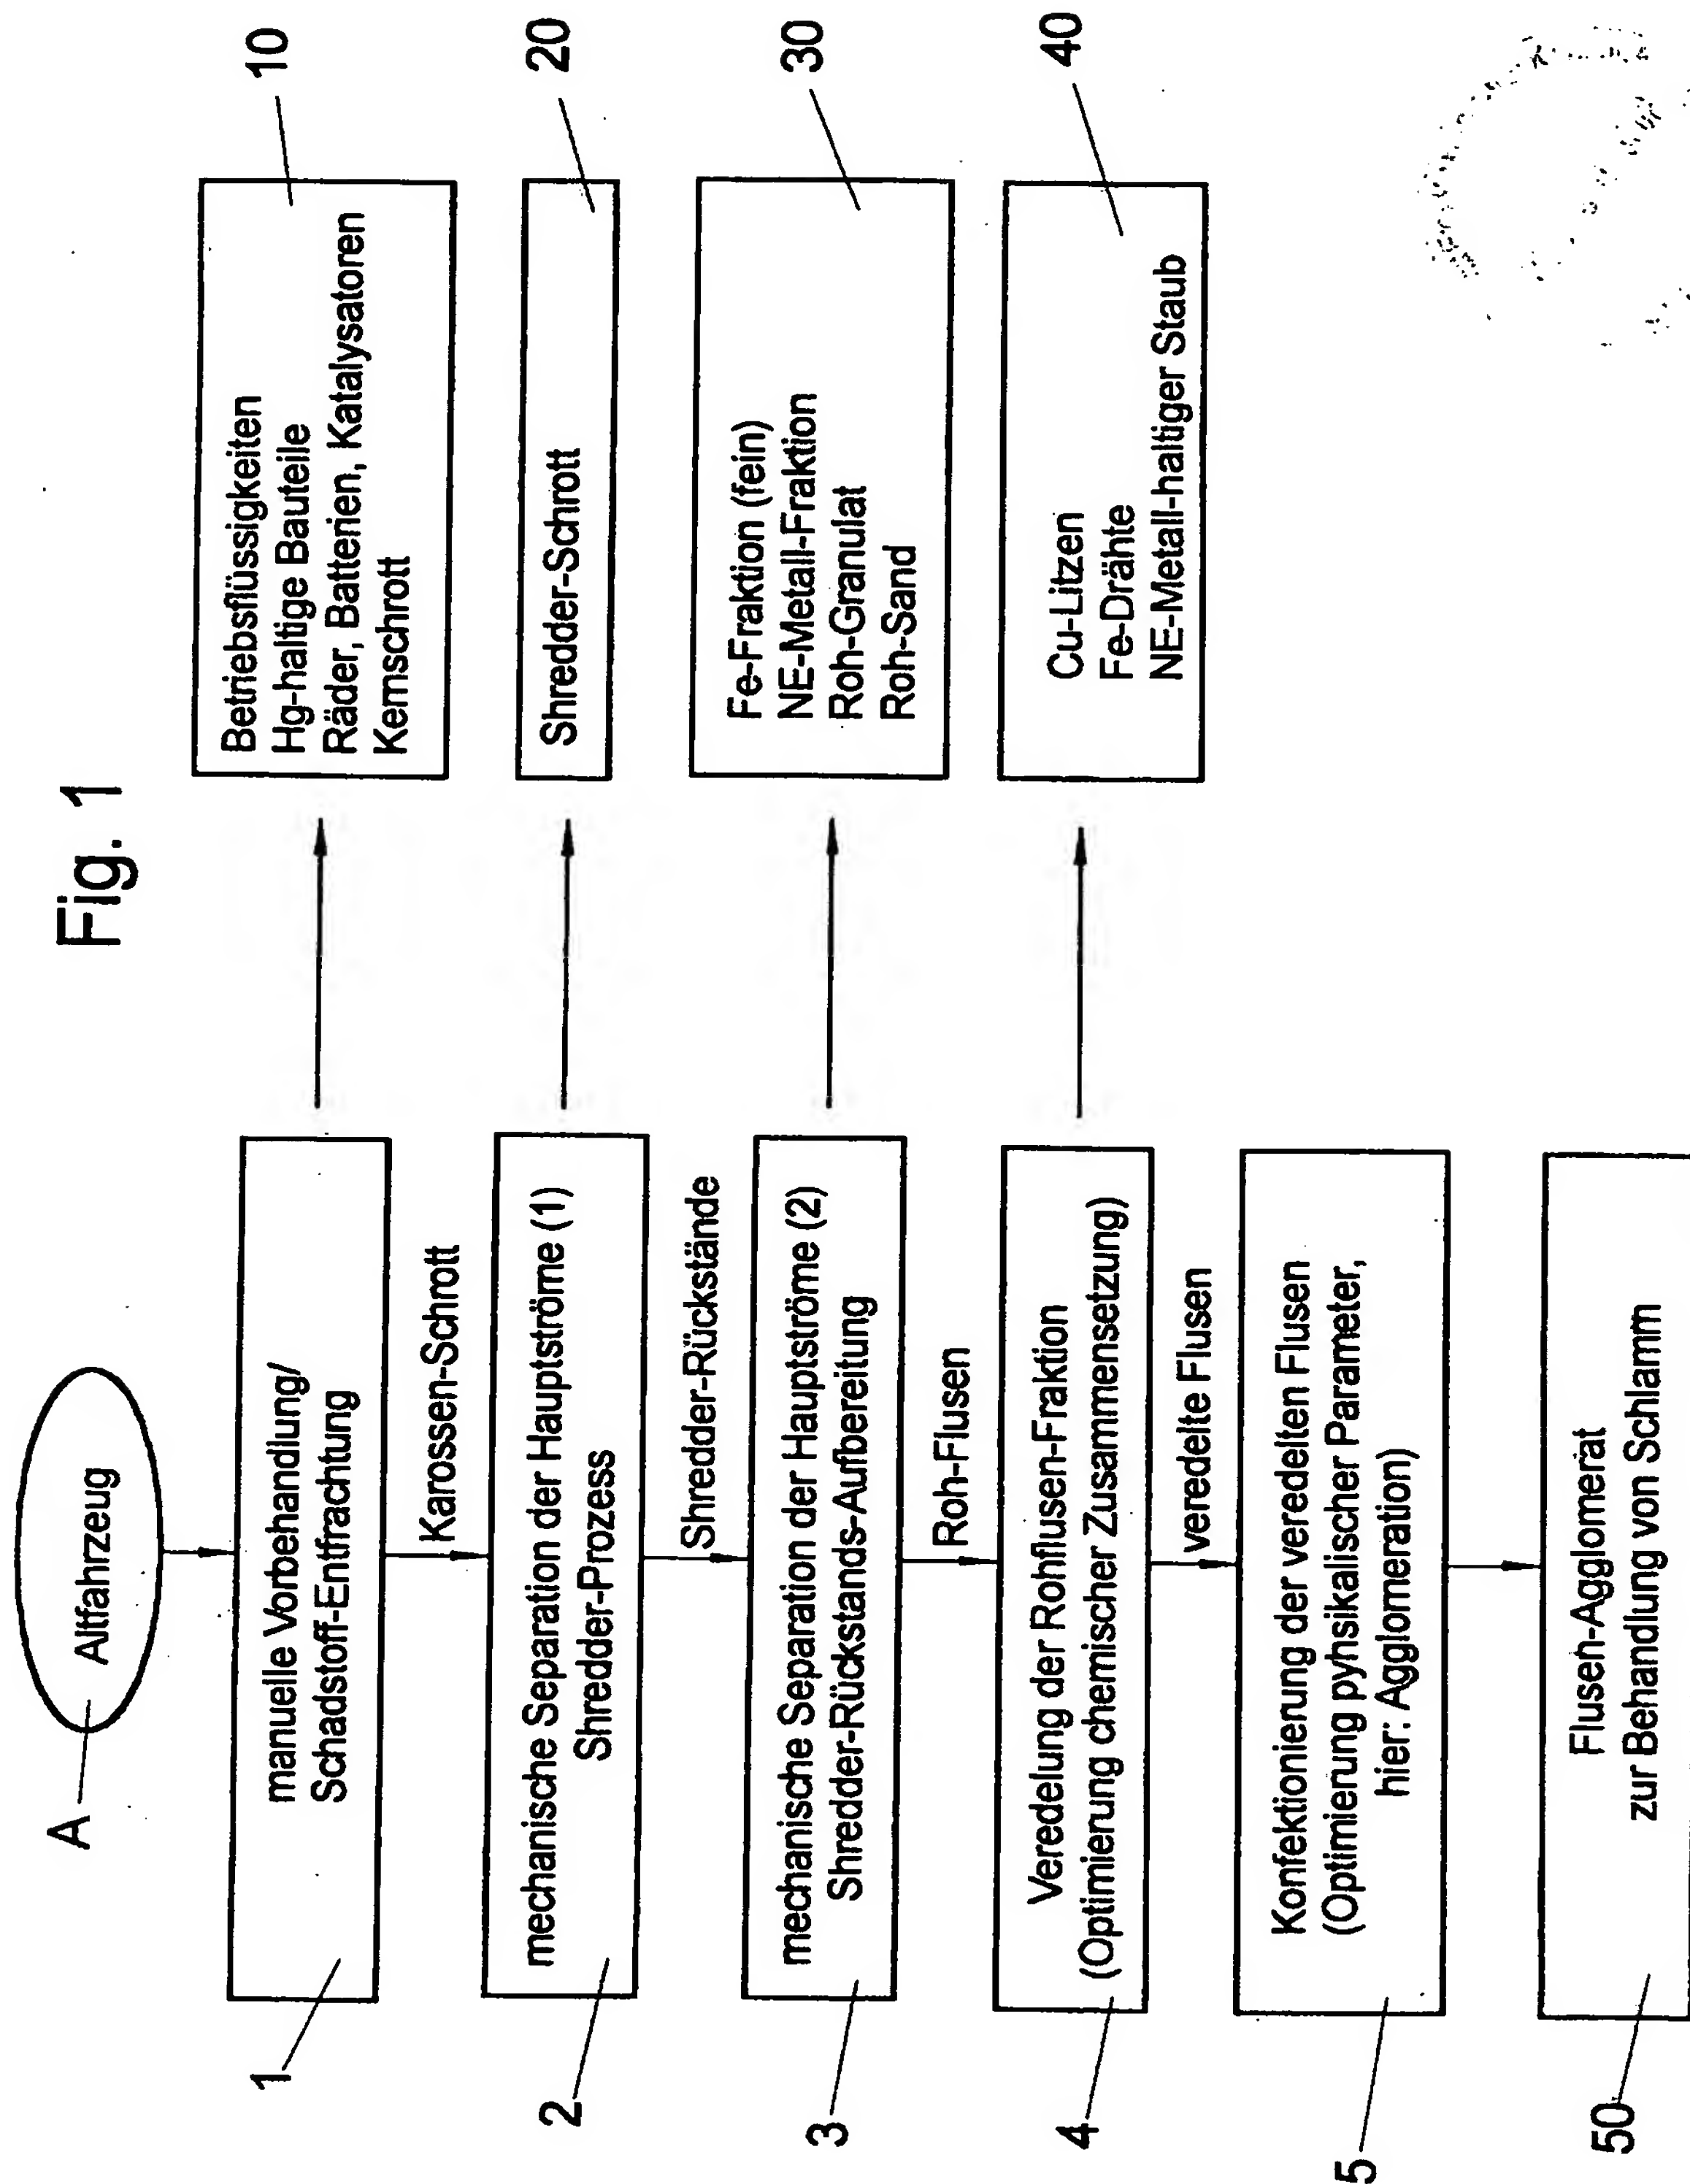 Fig. 1
A
Altfahrzeug
1
manuelle Vorbehandlung/
Schadstoff-Entfrachtung
10
Betriebsflüssigkeiten
Hg-haltige Bauteile
Räder, Batterien, Katalysatoren
Kernschrott
Karossen-Schrott
2
mechanische Separation der Hauptströme (1)
Shredder-Prozess
20
Shredder-Schrott
Shredder-Rückstände
3
mechanische Separation der Hauptströme (2)
Shredder-Rückstands-Aufbereitung
30
Fe-Fraktion (fein)
NE-Metall-Fraktion
Roh-Granulat
Roh-Sand
Roh-Flusen
4
Veredelung der Rohflusen-Fraktion
(Optimierung chemischer Zusammensetzung)
40
Cu-Litzen
Fe-Drähte
NE-Metall-haltiger Staub
veredelte Flusen
5
Konfektionierung der veredelten Flusen
(Optimierung pyhsikalischer Parameter,
hier: Agglomeration)
50
Flusen-Agglomerat
zur Behandlung von Schlamm